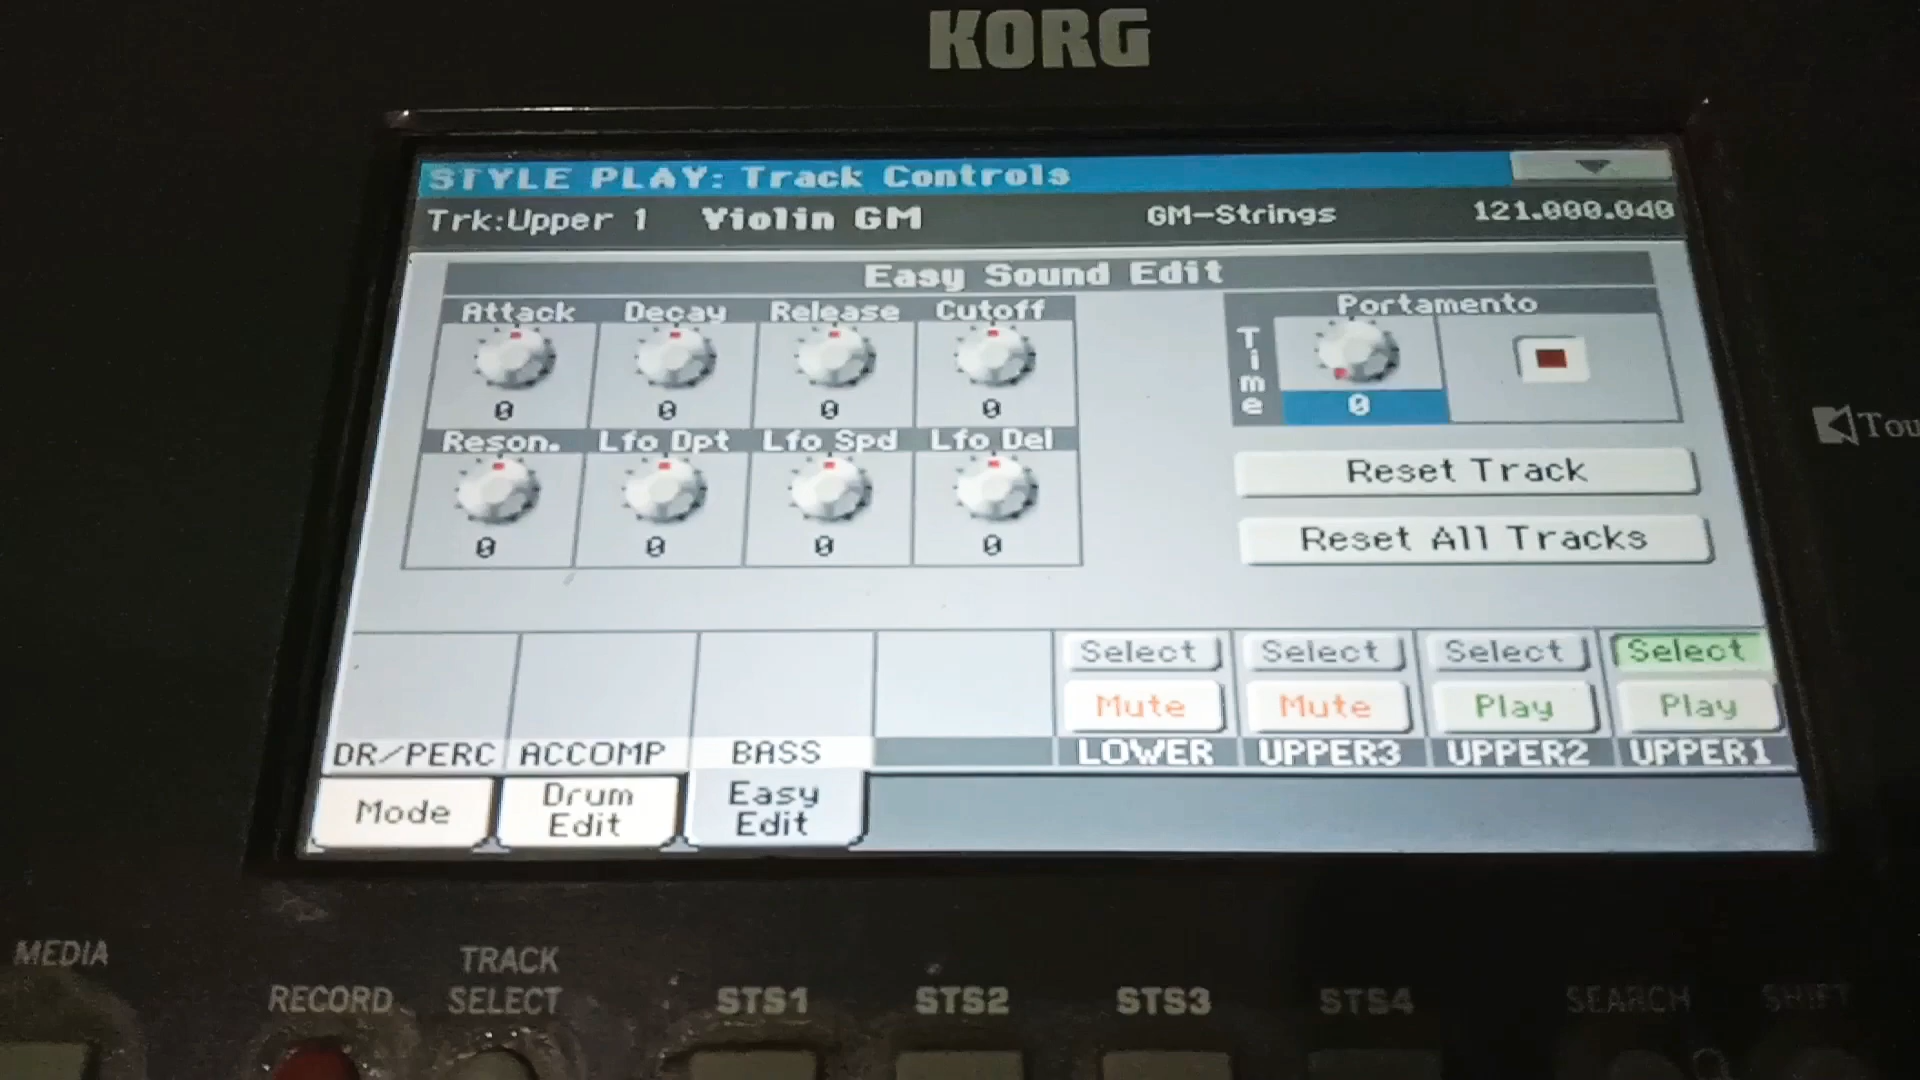 KORG
STYLE PLAY: Track Controls
Trk:Upper 1 Violin GM GM-Strings 121.000.040
Easy Sound Edit
Attack Decay Release Cutoff Portamento
Time
0 0 0 0 0
Reson. Lfo Dpt Lfo Spd Lfo Del
Reset Track
0 0 0 0
Reset All Tracks
Select Select Select Select
Mute Mute Play Play
DR/PERC ACCOMP BASS LOWER UPPER3 UPPER2 UPPER1
Mode Drum Edit Easy Edit
MEDIA
RECORD TRACK SELECT STS1 STS2 STS3 STS4 SEARCH SHIFT